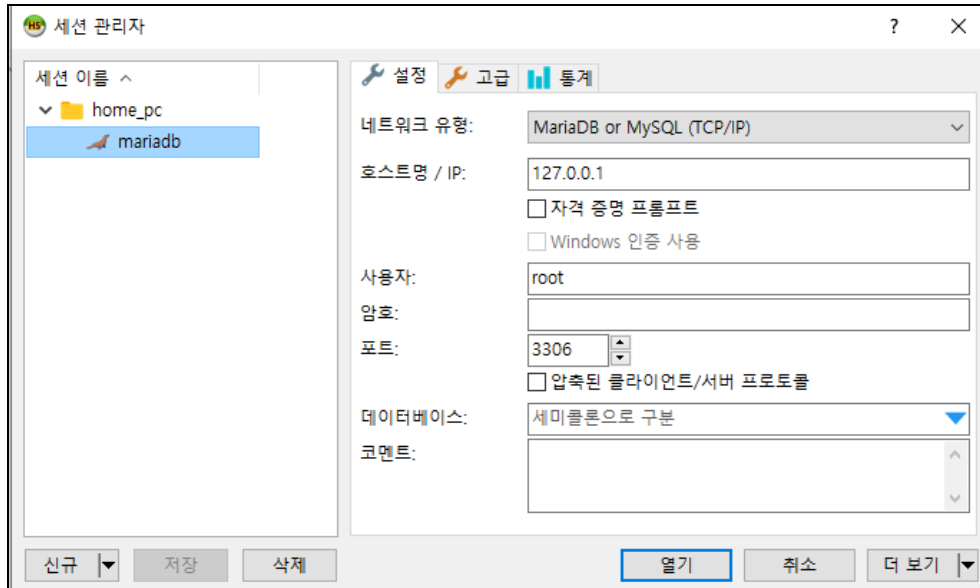 HS 세션 관리자 ?
세션 이름
home_pc
mariadb
설정 고급 통계
네트워크 유형: MariaDB or MySQL (TCP/IP)
호스트명 / IP: 127.0.0.1
자격 증명 프롬프트
Windows 인증 사용
사용자: root
암호:
포트: 3306
압축된 클라이언트/서버 프로토콜
데이터베이스: 세미콜론으로 구분
코멘트:
신규 저장 삭제 열기 취소 더 보기